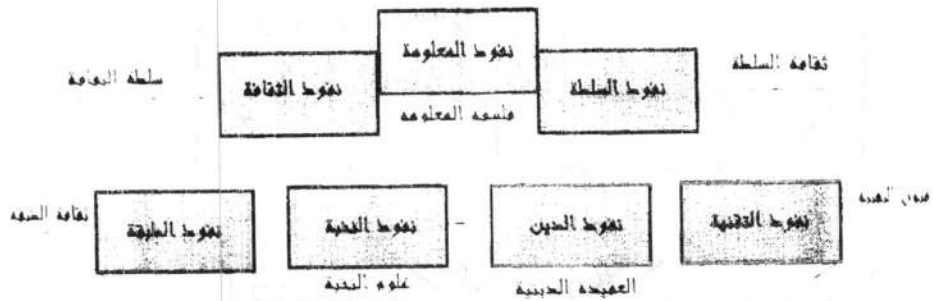 نفوذ المعلومة
ثقافة السلطة
نفوذ السلطة
نفوذ الثقافة
سلطة الثقافة
فلسفة المعلومة
نفوذ التقنية
نفوذ الدين
نفوذ النخبة
نفوذ الطبقة
ثقافة
العقيدة الدينية
علوم النخبة